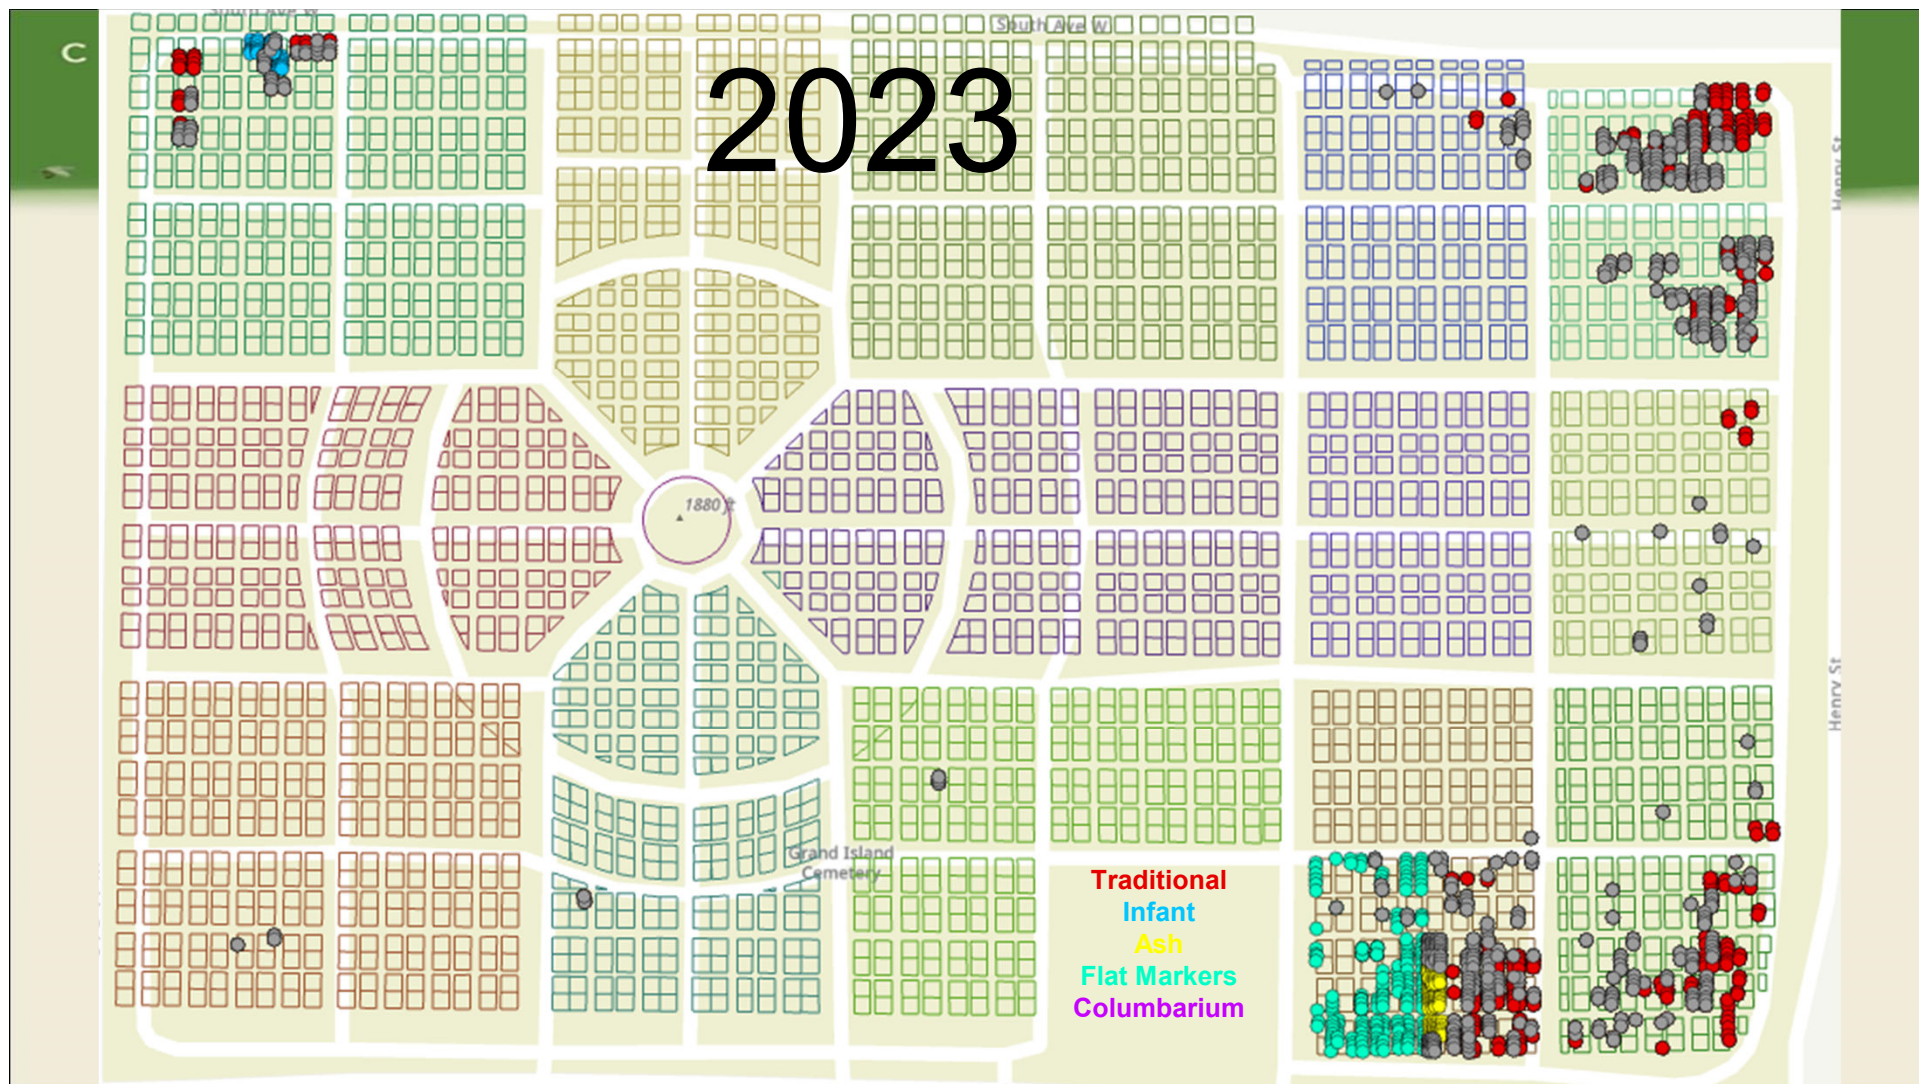 South Ave W
South Ave W
C
2023
Henry St
1880 ft
Henry St
Grand Island
Cemetery
Traditional
Infant
Ash
Flat Markers
Columbarium